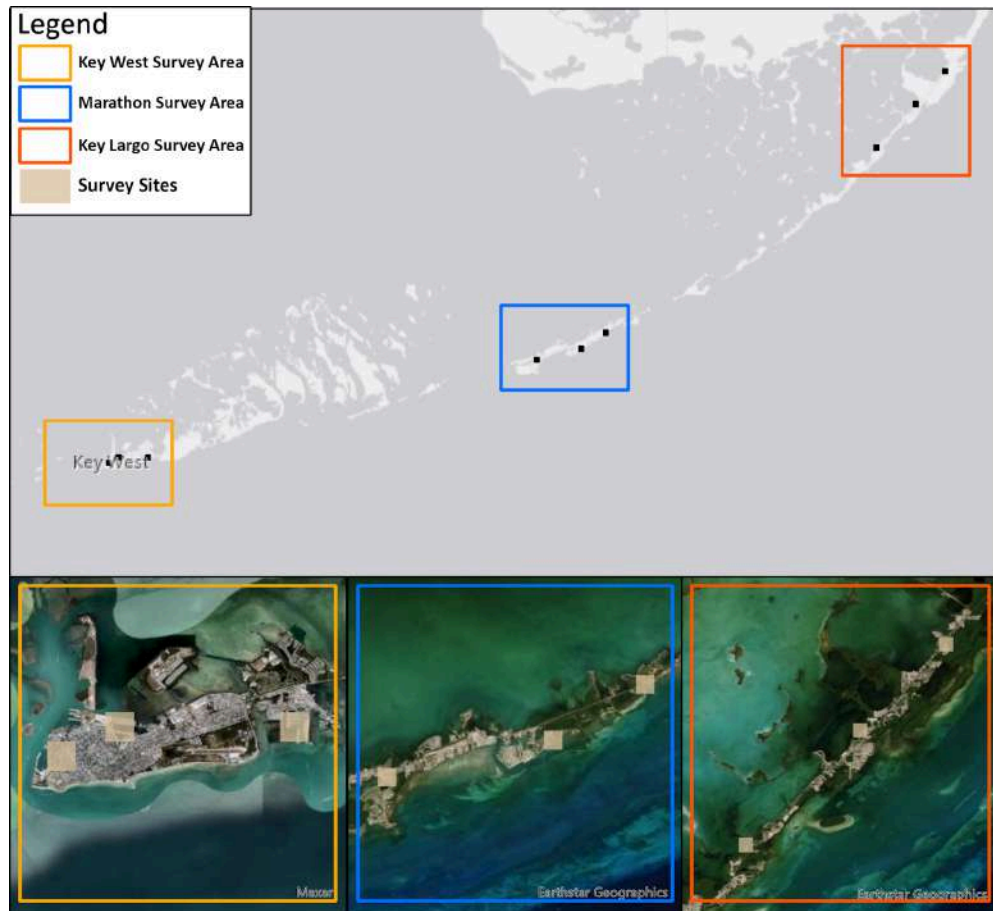 Legend
Key West Survey Area
Marathon Survey Area
Key Largo Survey Area
Survey Sites
Key West
Maxar
Earthstar Geographics
Earthstar Geographics